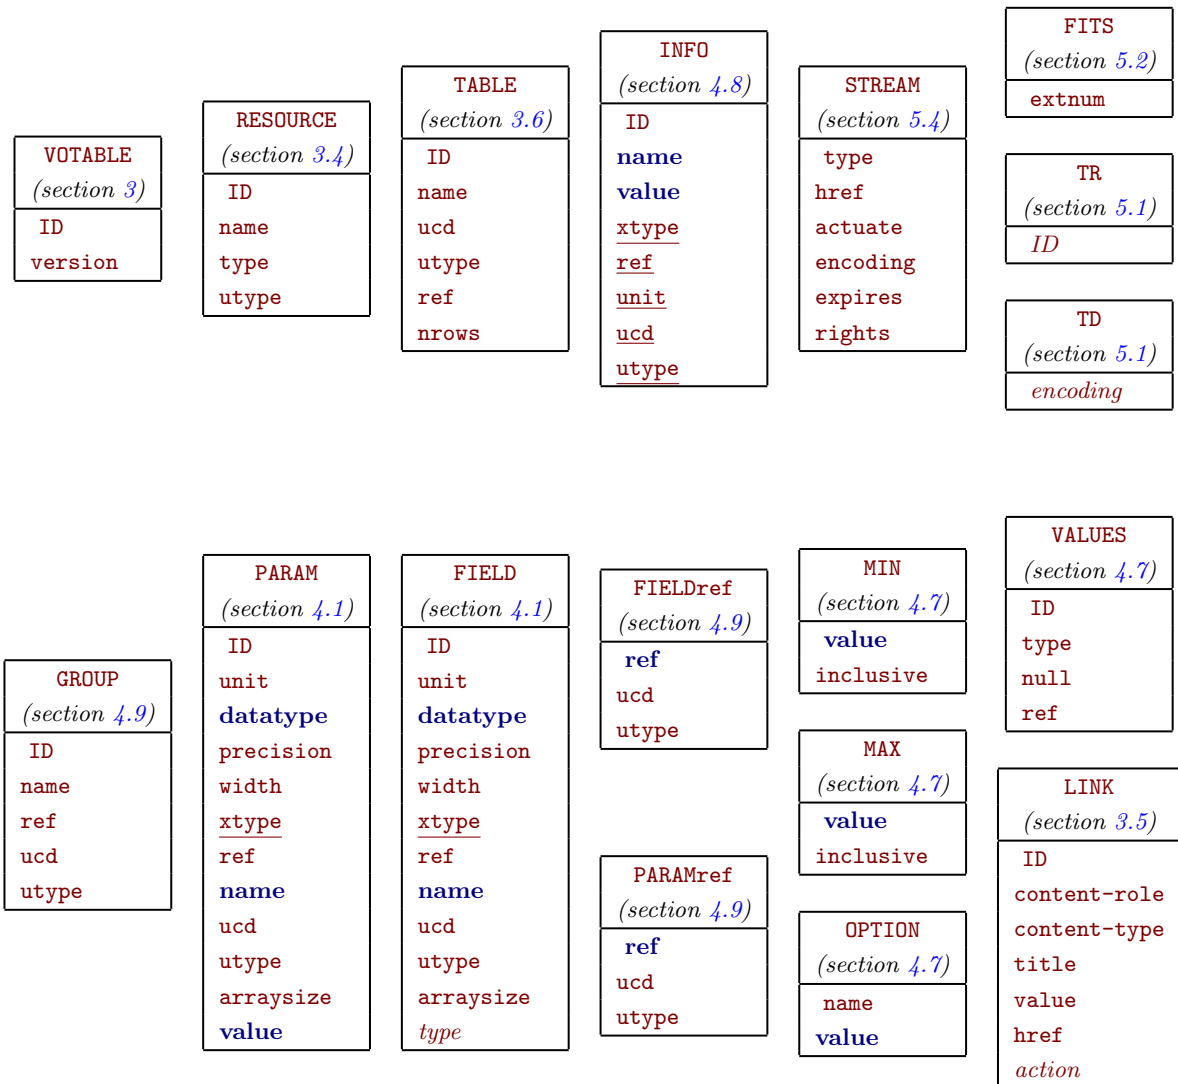 VOTABLE
(section 3)
ID
version
RESOURCE
(section 3.4)
ID
name
type
utype
TABLE
(section 3.6)
ID
name
ucd
utype
ref
nrows
INFO
(section 4.8)
ID
name
value
xtype
ref
unit
ucd
utype
STREAM
(section 5.4)
type
href
actuate
encoding
expires
rights
FITS
(section 5.2)
extnum
TR
(section 5.1)
ID
TD
(section 5.1)
encoding
GROUP
(section 4.9)
ID
name
ref
ucd
utype
PARAM
(section 4.1)
ID
unit
datatype
precision
width
xtype
ref
name
ucd
utype
arraysize
value
FIELD
(section 4.1)
ID
unit
datatype
precision
width
xtype
ref
name
ucd
utype
arraysize
type
FIELDref
(section 4.9)
ref
ucd
utype
PARAMref
(section 4.9)
ref
ucd
utype
MIN
(section 4.7)
value
inclusive
MAX
(section 4.7)
value
inclusive
OPTION
(section 4.7)
name
value
VALUES
(section 4.7)
ID
type
null
ref
LINK
(section 3.5)
ID
content-role
content-type
title
value
href
action